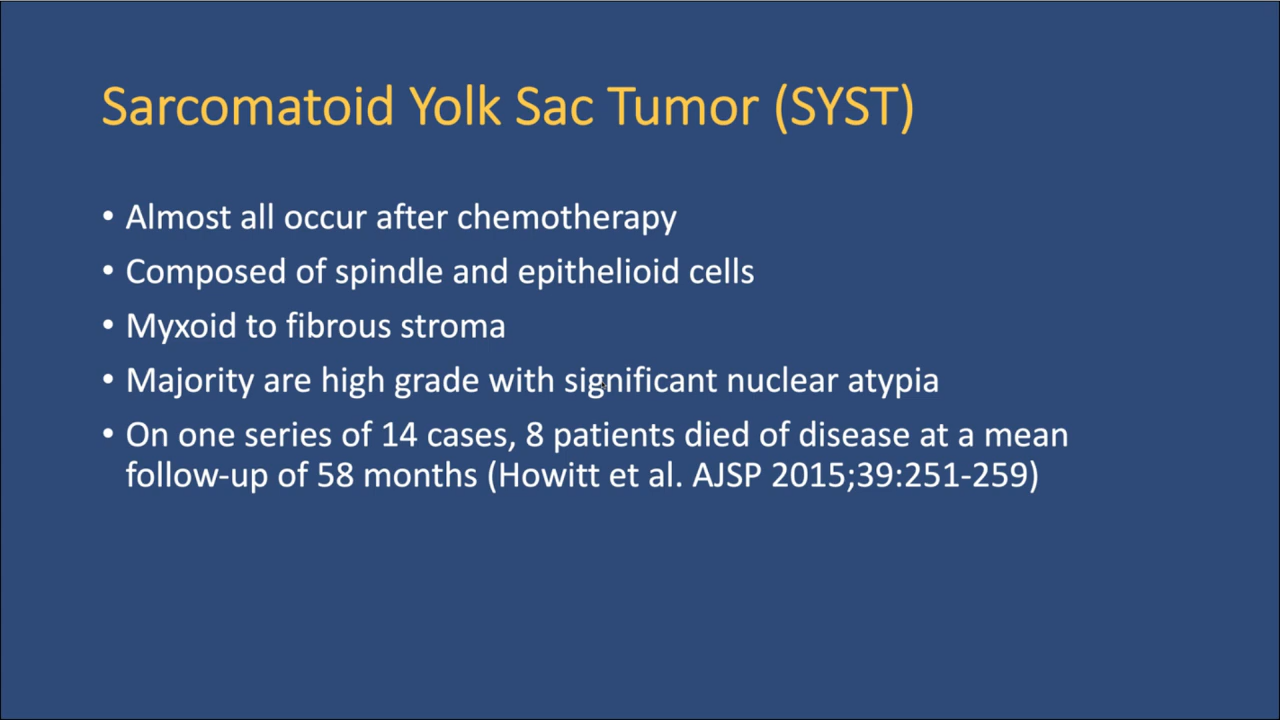 Sarcomatoid Yolk Sac Tumor (SYST)
• Almost all occur after chemotherapy
• Composed of spindle and epithelioid cells
• Myxoid to fibrous stroma
• Majority are high grade with significant nuclear atypia
• On one series of 14 cases, 8 patients died of disease at a mean
follow-up of 58 months (Howitt et al. AJSP 2015;39:251-259)